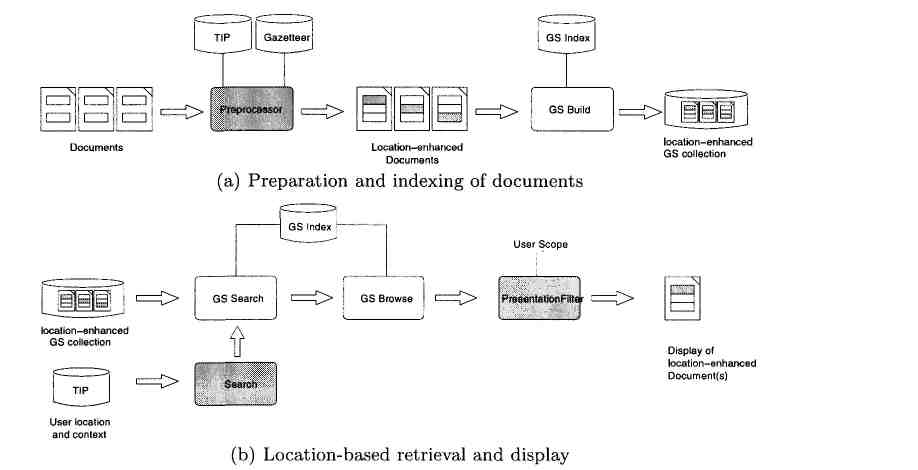 TIP
Gazetteer
GS Index
Preprocessor
GS Build
Documents
Location-enhanced
Documents
location-enhanced
GS collection
(a) Preparation and indexing of documents
GS Index
User Scope
GS Search
GS Browse
PresentationFilter
location-enhanced
GS collection
Display of
location-enhanced
Document(s)
TIP
Search
User location
and context
(b) Location-based retrieval and display